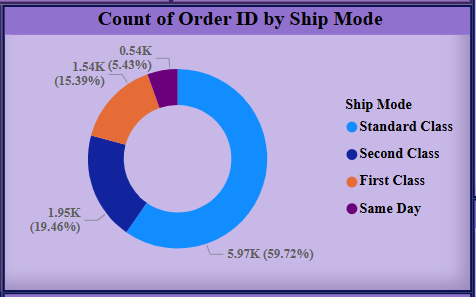 Count of Order ID by Ship Mode
0.54K
(5.43%)
1.54K
(15.39%)
Ship Mode
Standard Class
Second Class
First Class
Same Day
1.95K
(19.46%)
5.97K (59.72%)